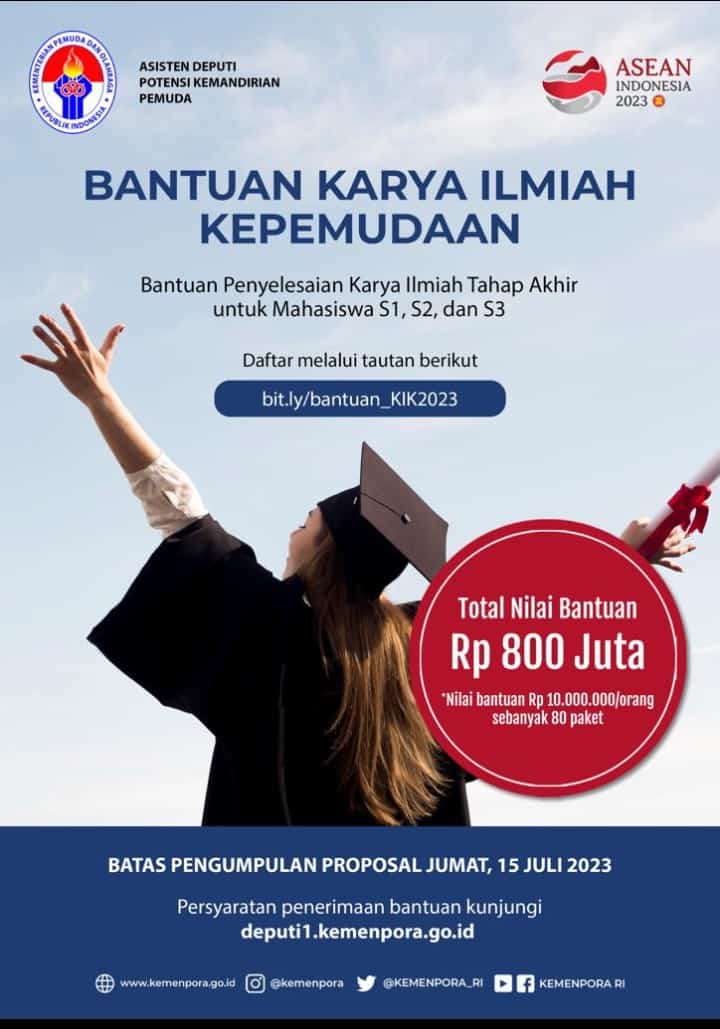 KEMENTERIAN PEMUDA DAN OLAHRAGA
REPUBLIK INDONESIA
ASISTEN DEPUTI
POTENSI KEMANDIRIAN
PEMUDA
ASEAN
INDONESIA
2023
BANTUAN KARYA ILMIAH
KEPEMUDAAN
Bantuan Penyelesaian Karya Ilmiah Tahap Akhir
untuk Mahasiswa S1, S2, dan S3
Daftar melalui tautan berikut
bit.ly/bantuan_KIK2023
Total Nilai Bantuan
Rp 800 Juta
*Nilai bantuan Rp 10.000.000/orang
sebanyak 80 paket
BATAS PENGUMPULAN PROPOSAL JUMAT, 15 JULI 2023
Persyaratan penerimaan bantuan kunjungi
deputi1.kemenpora.go.id
www.kemenpora.go.id @kemenpora @KEMENPORA_RI KEMENPORA RI